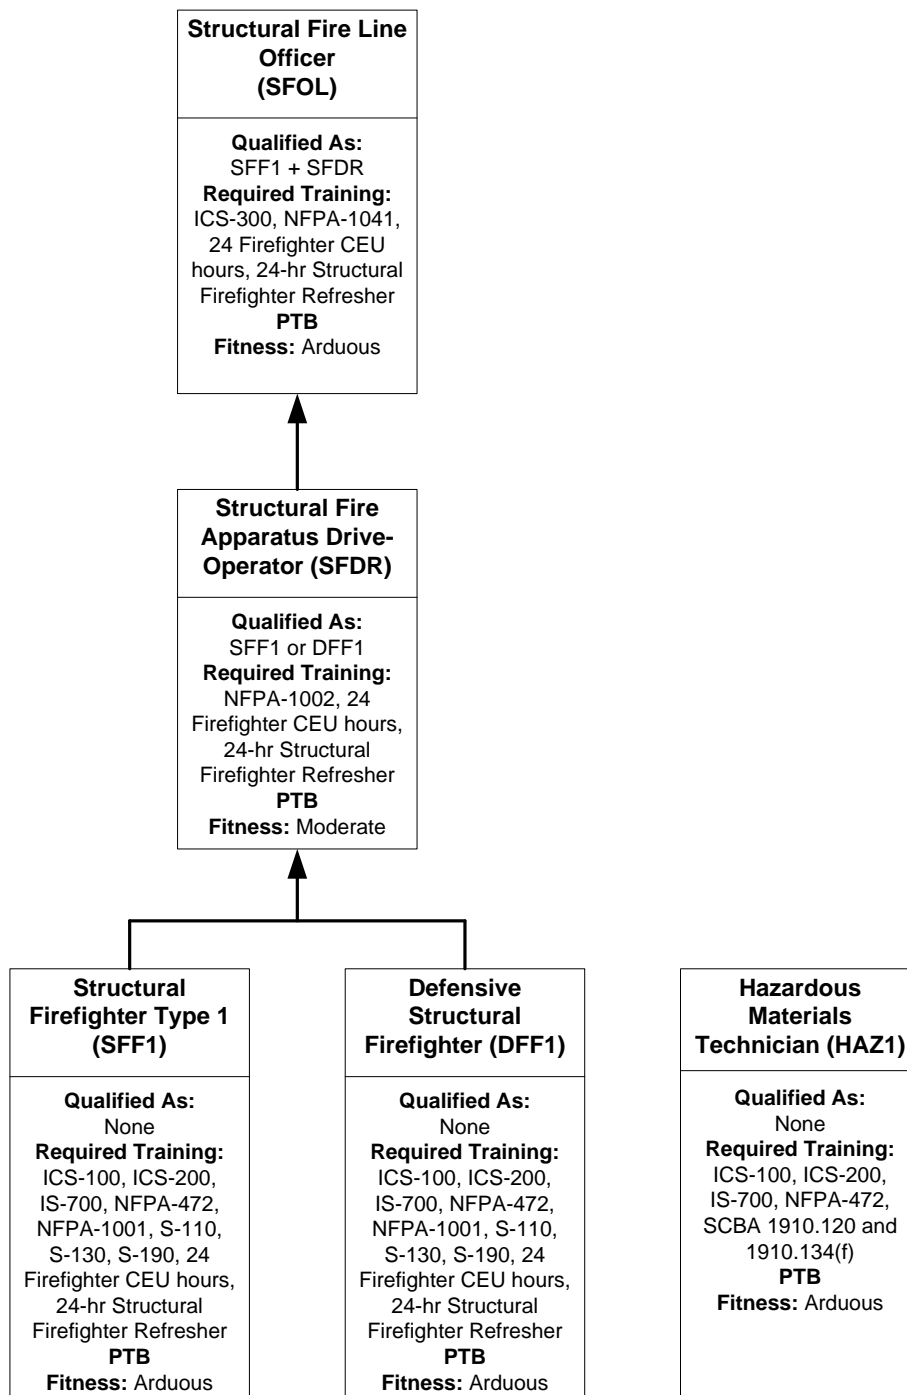 Structural Fire Line
Officer
(SFOL)
Qualified As:
SFF1 + SFDR
Required Training:
ICS-300, NFPA-1041,
24 Firefighter CEU
hours, 24-hr Structural
Firefighter Refresher
PTB
Fitness: Arduous
Structural Fire
Apparatus Drive-
Operator (SFDR)
Qualified As:
SFF1 or DFF1
Required Training:
NFPA-1002, 24
Firefighter CEU hours,
24-hr Structural
Firefighter Refresher
PTB
Fitness: Moderate
Structural
Firefighter Type 1
(SFF1)
Qualified As:
None
Required Training:
ICS-100, ICS-200,
IS-700, NFPA-472,
NFPA-1001, S-110,
S-130, S-190, 24
Firefighter CEU hours,
24-hr Structural
Firefighter Refresher
PTB
Fitness: Arduous
Defensive
Structural
Firefighter (DFF1)
Qualified As:
None
Required Training:
ICS-100, ICS-200,
IS-700, NFPA-472,
NFPA-1001, S-110,
S-130, S-190, 24
Firefighter CEU hours,
24-hr Structural
Firefighter Refresher
PTB
Fitness: Arduous
Hazardous
Materials
Technician (HAZ1)
Qualified As:
None
Required Training:
ICS-100, ICS-200,
IS-700, NFPA-472,
SCBA 1910.120 and
1910.134(f)
PTB
Fitness: Arduous